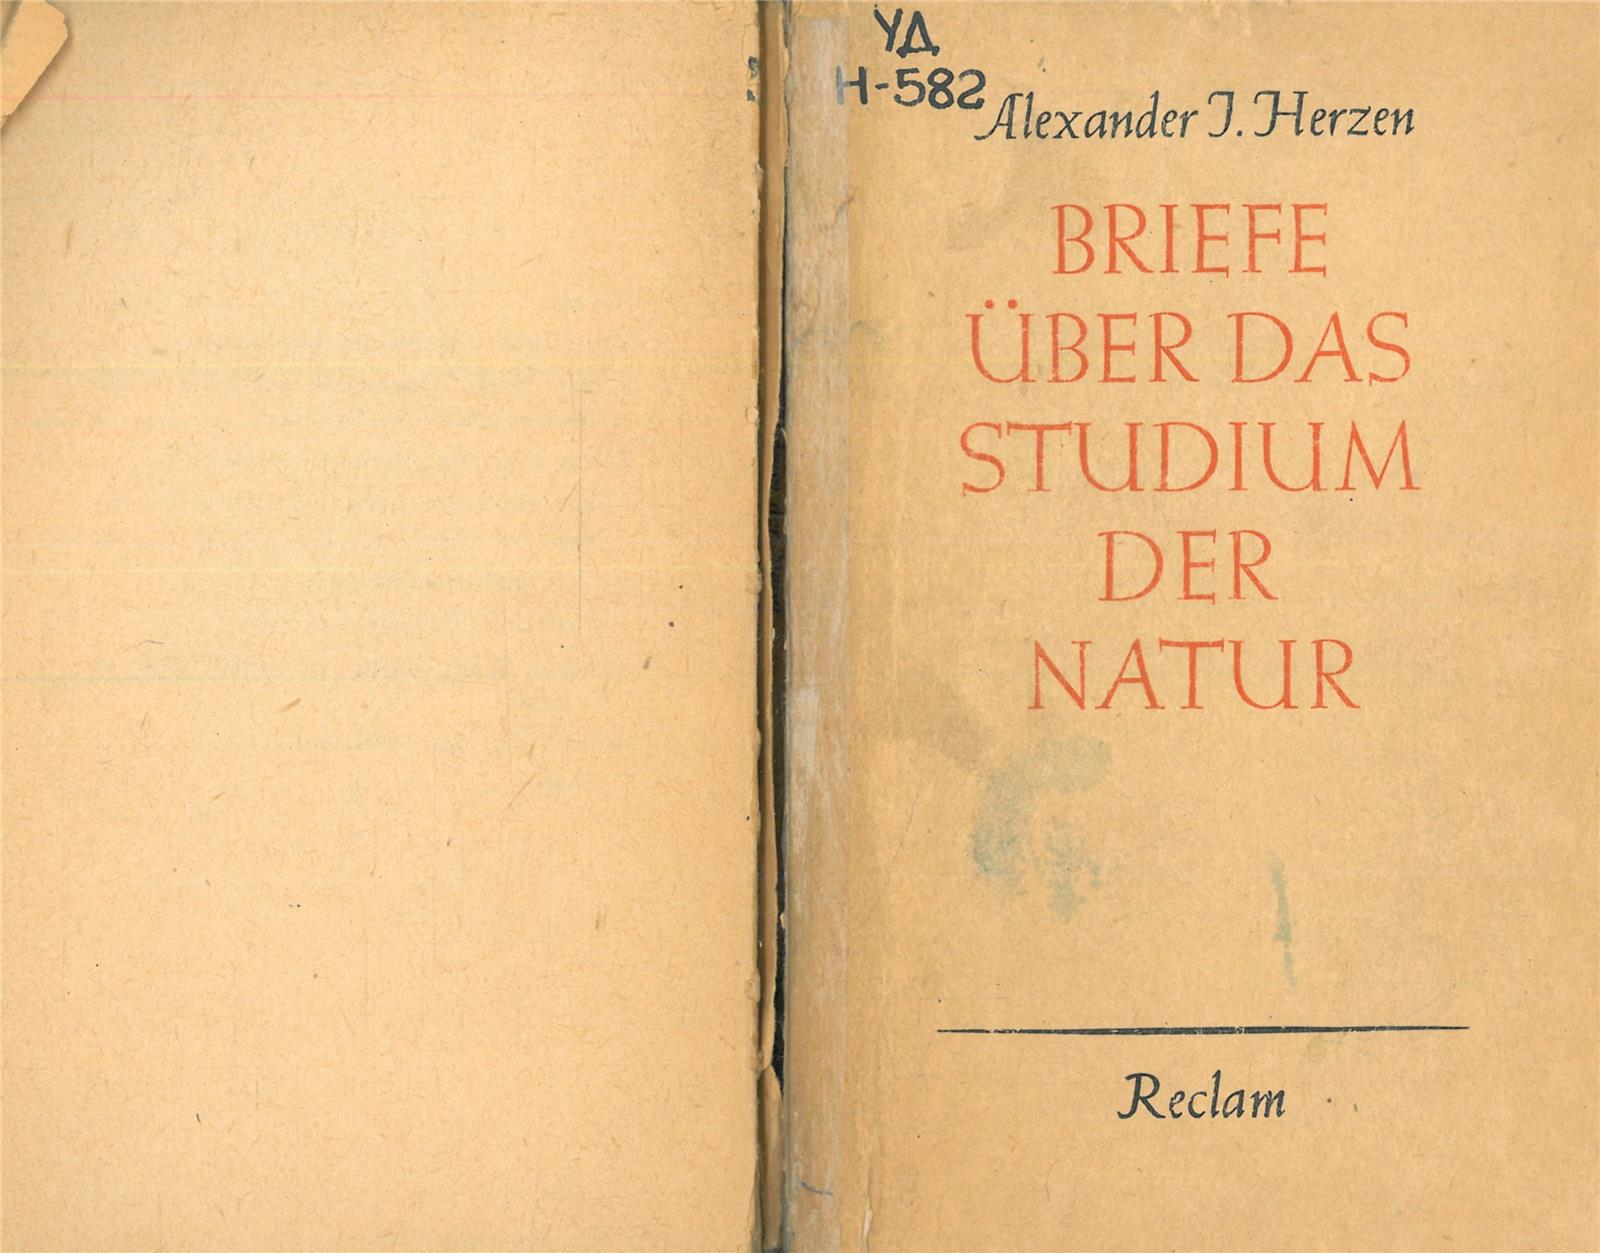 УД
Н-582
Alexander J. Herzen
BRIEFE
ÜBER DAS
STUDIUM
DER
NATUR
Reclam